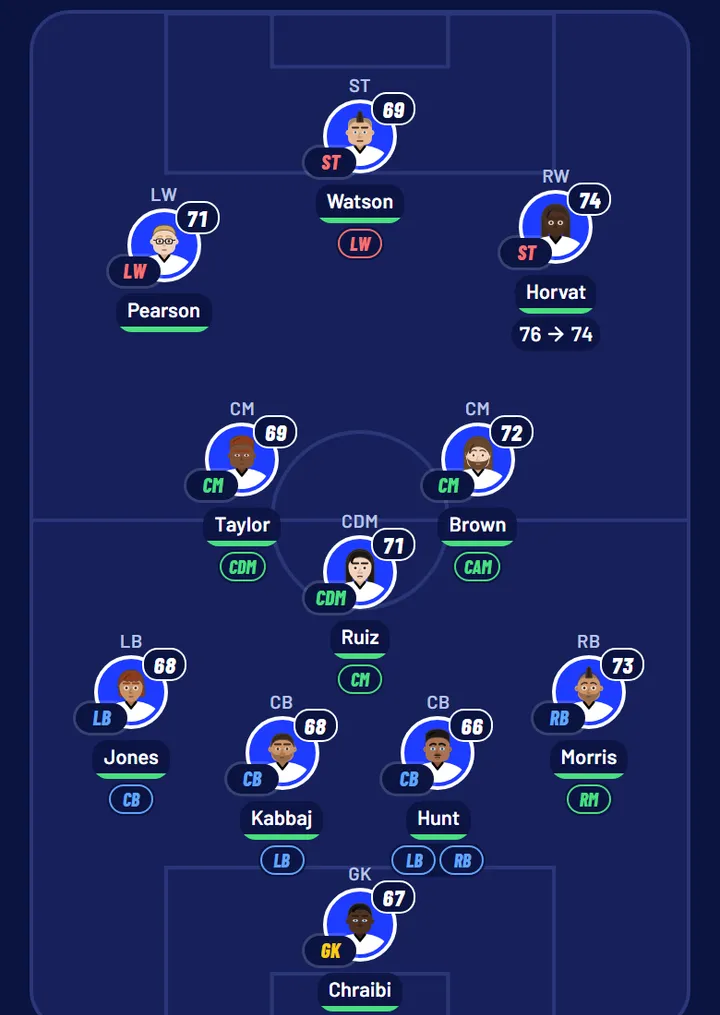 ST
69
ST
Watson
LW
LW
71
LW
Pearson
RW
74
ST
Horvat
76 → 74
CM
69
CM
Taylor
CDM
CM
72
CM
Brown
CAM
CDM
71
CDM
Ruiz
CM
LB
68
LB
Jones
CB
CB
68
CB
Kabbaj
LB
CB
66
CB
Hunt
LB RB
RB
73
RB
Morris
RM
GK
67
GK
Chraibi